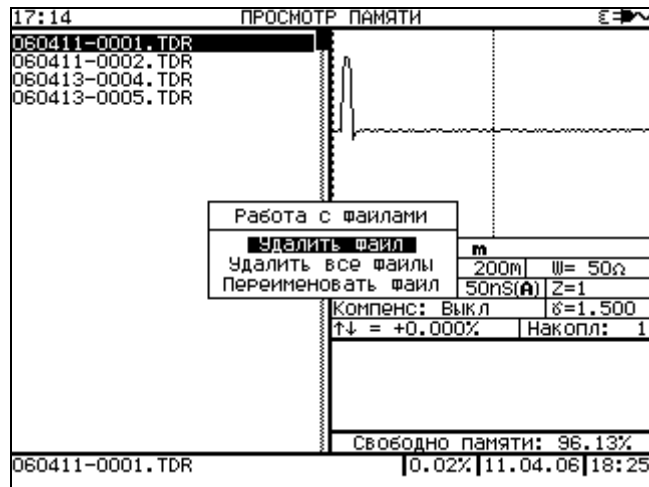 17:14 ПРОСМОТР ПАМЯТИ
060411-0001.TDR
060411-0002.TDR
060413-0004.TDR
060413-0005.TDR
Работа с файлами
Удалить файл
Удалить все файлы
Переименовать файл
m
200m W= 50Ω
50nS(A) Z=1
Компенс: Выкл ४=1.500
↑↓ = +0.000% Накопл: 1
Свободно памяти: 96.13%
060411-0001.TDR 0.02% 11.04.06 18:25